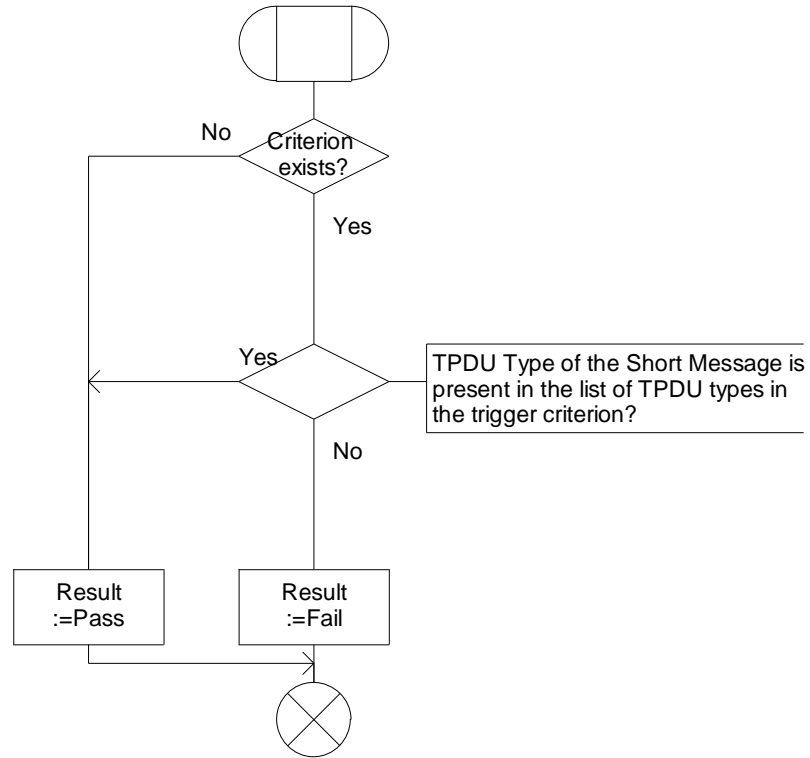 No
Criterion
exists?
Yes
Yes
TPDU Type of the Short Message is
present in the list of TPDU types in
the trigger criterion?
No
Result
:=Pass
Result
:=Fail